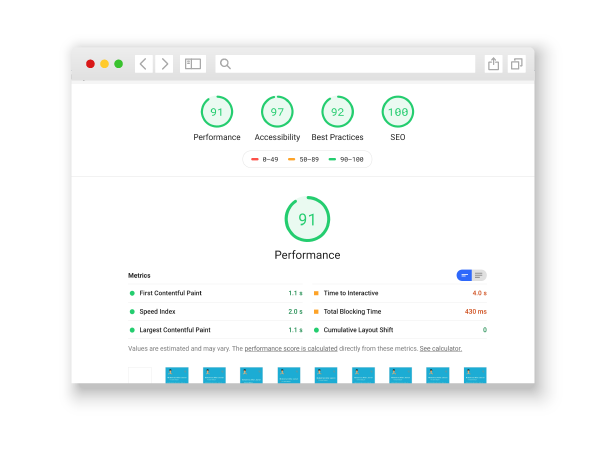 91 97 92 100
Performance Accessibility Best Practices SEO
0–49 50–89 90–100
91
Performance
Metrics
First Contentful Paint 1.1 s Time to Interactive 4.0 s
Speed Index 2.0 s Total Blocking Time 430 ms
Largest Contentful Paint 1.1 s Cumulative Layout Shift 0
Values are estimated and may vary. The performance score is calculated directly from these metrics. See calculator.